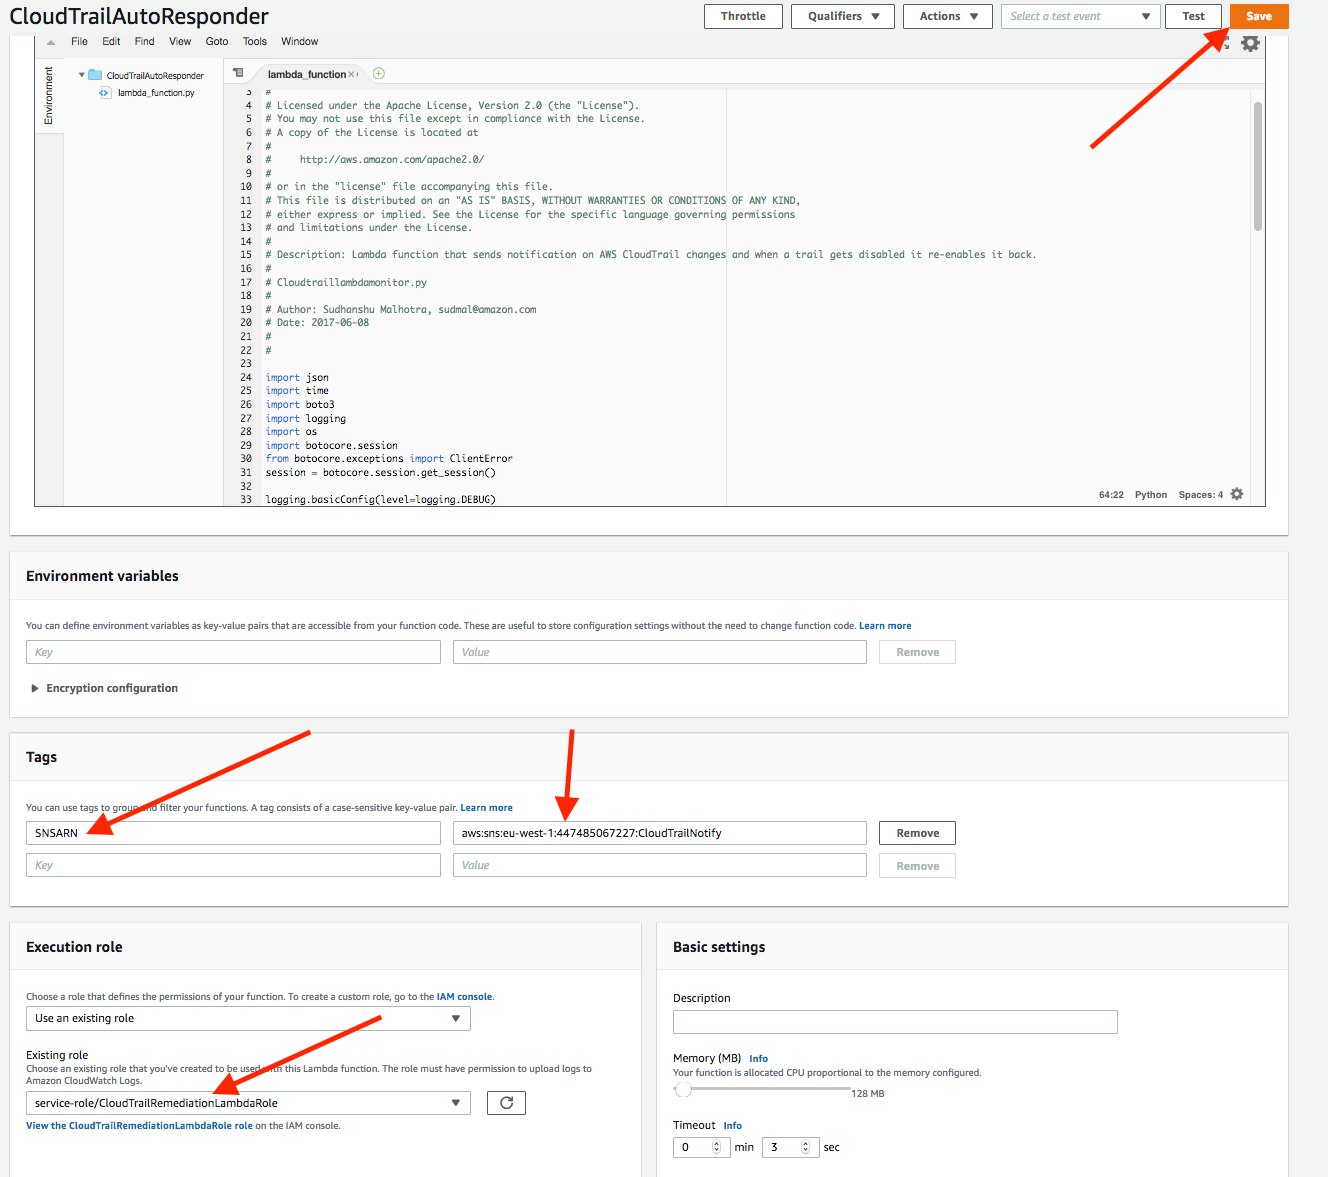 CloudTrailAutoResponder
Throttle Qualifiers Actions Select a test event Test Save
File Edit Find View Goto Tools Window
Environment
CloudTrailAutoResponder
lambda_function.py
lambda_function
3 #
4 # Licensed under the Apache License, Version 2.0 (the "License").
5 # You may not use this file except in compliance with the License.
6 # A copy of the License is located at
7 #
8 #     http://aws.amazon.com/apache2.0/
9 #
10 # or in the "license" file accompanying this file.
11 # This file is distributed on an "AS IS" BASIS, WITHOUT WARRANTIES OR CONDITIONS OF ANY KIND,
12 # either express or implied. See the License for the specific language governing permissions
13 # and limitations under the License.
14 #
15 # Description: Lambda function that sends notification on AWS CloudTrail changes and when a trail gets disabled it re-enables it back.
16 #
17 # Cloudtraillambdamonitor.py
18 #
19 # Author: Sudhanshu Malhotra, sudmal@amazon.com
20 # Date: 2017-06-08
21 #
22 #
23
24 import json
25 import time
26 import boto3
27 import logging
28 import os
29 import botocore.session
30 from botocore.exceptions import ClientError
31 session = botocore.session.get_session()
32
33 logging.basicConfig(level=logging.DEBUG)
64:22 Python Spaces: 4
Environment variables
You can define environment variables as key-value pairs that are accessible from your function code. These are useful to store configuration settings without the need to change function code. Learn more
Key Value Remove
Encryption configuration
Tags
You can use tags to group and filter your functions. A tag consists of a case-sensitive key-value pair. Learn more
SNSARN aws:sns:eu-west-1:447485067227:CloudTrailNotify Remove
Key Value Remove
Execution role
Choose a role that defines the permissions of your function. To create a custom role, go to the IAM console.
Use an existing role
Existing role
Choose an existing role that you've created to be used with this Lambda function. The role must have permission to upload logs to
Amazon CloudWatch Logs.
service-role/CloudTrailRemediationLambdaRole
View the CloudTrailRemediationLambdaRole role on the IAM console.
Basic settings
Description
Memory (MB) Info
Your function is allocated CPU proportional to the memory configured.
128 MB
Timeout Info
0 min 3 sec